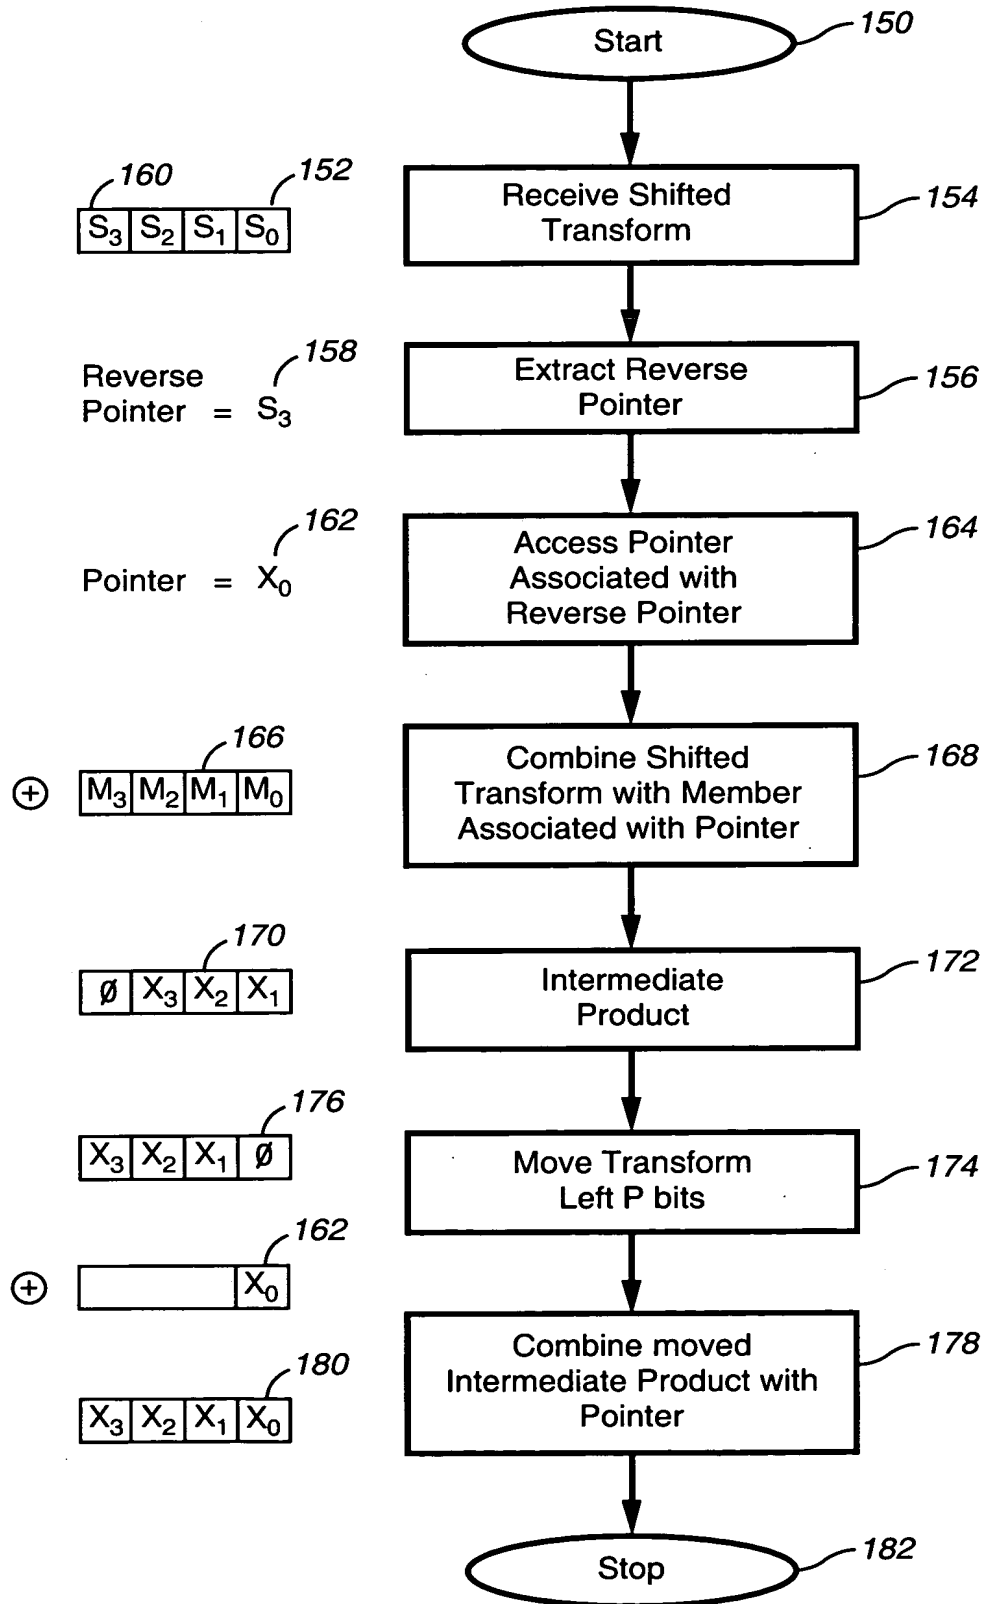 Start
150
160
152
S₃ S₂ S₁ S₀
Receive Shifted
Transform
154
158
Reverse
Pointer = S₃
Extract Reverse
Pointer
156
162
Pointer = X₀
Access Pointer
Associated with
Reverse Pointer
164
166
⊕ M₃ M₂ M₁ M₀
Combine Shifted
Transform with Member
Associated with Pointer
168
170
Ø X₃ X₂ X₁
Intermediate
Product
172
176
X₃ X₂ X₁ Ø
Move Transform
Left P bits
174
162
⊕ X₀
180
X₃ X₂ X₁ X₀
Combine moved
Intermediate Product with
Pointer
178
Stop
182